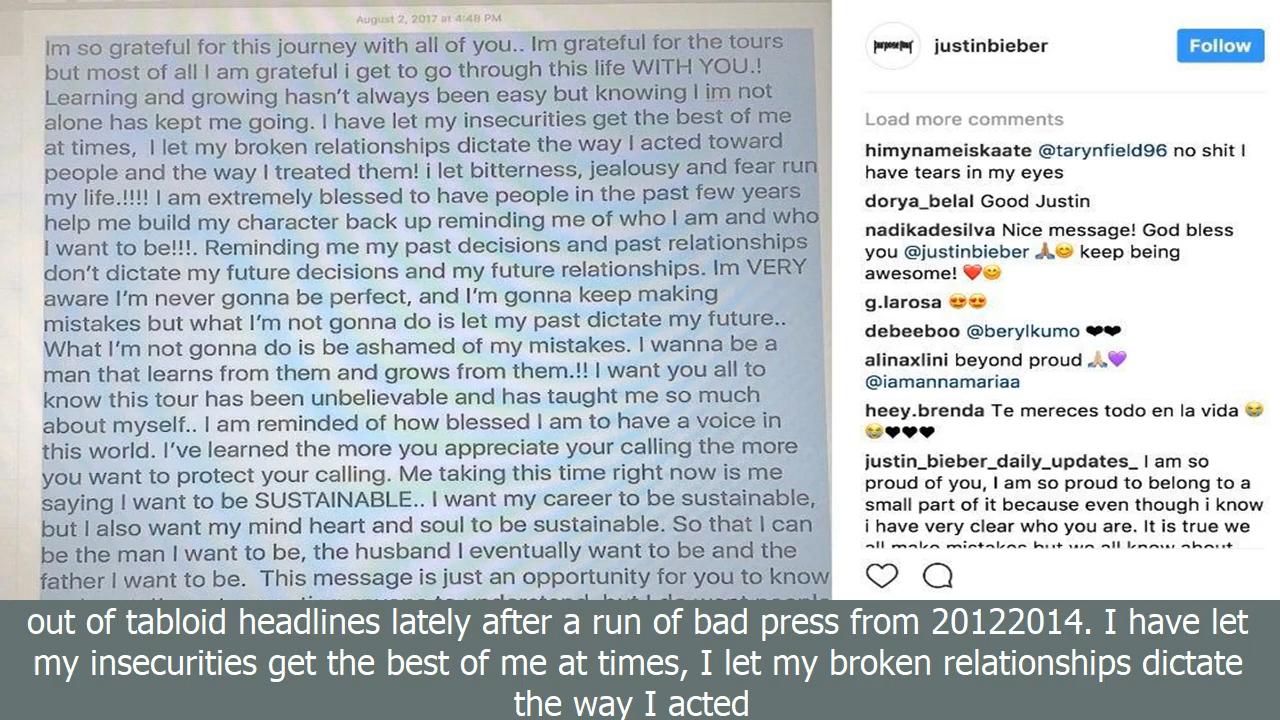 August 2, 2017 at 4:48 PM
Im so grateful for this journey with all of you.. Im grateful for the tours
but most of all I am grateful i get to go through this life WITH YOU.!
Learning and growing hasn't always been easy but knowing I im not
alone has kept me going. I have let my insecurities get the best of me
at times,  I let my broken relationships dictate the way I acted toward
people and the way I treated them! i let bitterness, jealousy and fear run
my life.!!!! I am extremely blessed to have people in the past few years
help me build my character back up reminding me of who I am and who
I want to be!!!. Reminding me my past decisions and past relationships
don't dictate my future decisions and my future relationships. Im VERY
aware I'm never gonna be perfect, and I'm gonna keep making
mistakes but what I'm not gonna do is let my past dictate my future..
What I'm not gonna do is be ashamed of my mistakes. I wanna be a
man that learns from them and grows from them.!! I want you all to
know this tour has been unbelievable and has taught me so much
about myself.. I am reminded of how blessed I am to have a voice in
this world. I've learned the more you appreciate your calling the more
you want to protect your calling. Me taking this time right now is me
saying I want to be SUSTAINABLE.. I want my career to be sustainable,
but I also want my mind heart and soul to be sustainable. So that I can
be the man I want to be, the husband I eventually want to be and the
father I want to be.  This message is just an opportunity for you to know
purpose tour
justinbieber
Follow
Load more comments
himynameiskaate @tarynfield96 no shit I
have tears in my eyes
dorya_belal Good Justin
nadikadesilva Nice message! God bless
you @justinbieber 🙏🏽😊 keep being
awesome! ❤️😊
g.larosa 😍😍
debeeboo @berylkumo ❤❤
alinaxlini beyond proud 🙏🏼💜
@iamannamariaa
heey.brenda Te mereces todo en la vida 😭
😭❤❤❤
justin_bieber_daily_updates_ I am so
proud of you, I am so proud to belong to a
small part of it because even though i know
i have very clear who you are. It is true we
all make mistakes but we all know about
out of tabloid headlines lately after a run of bad press from 20122014. I have let
my insecurities get the best of me at times, I let my broken relationships dictate
the way I acted